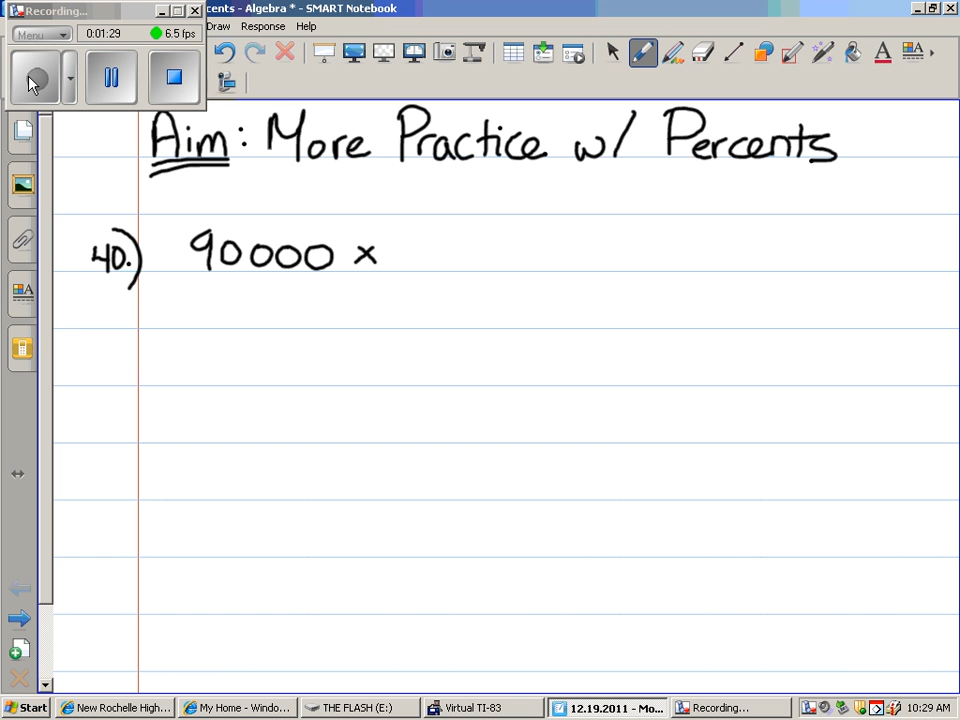 Recording...
ercents - Algebra * - SMART Notebook
Menu
0:01:29
6.5 fps
Draw Response Help
Aim: More Practice w/ Percents
40.) 90000 x
Start
New Rochelle High...
My Home - Windo...
THE FLASH (E:)
Virtual TI-83
12.19.2011 - Mo...
Recording...
10:29 AM